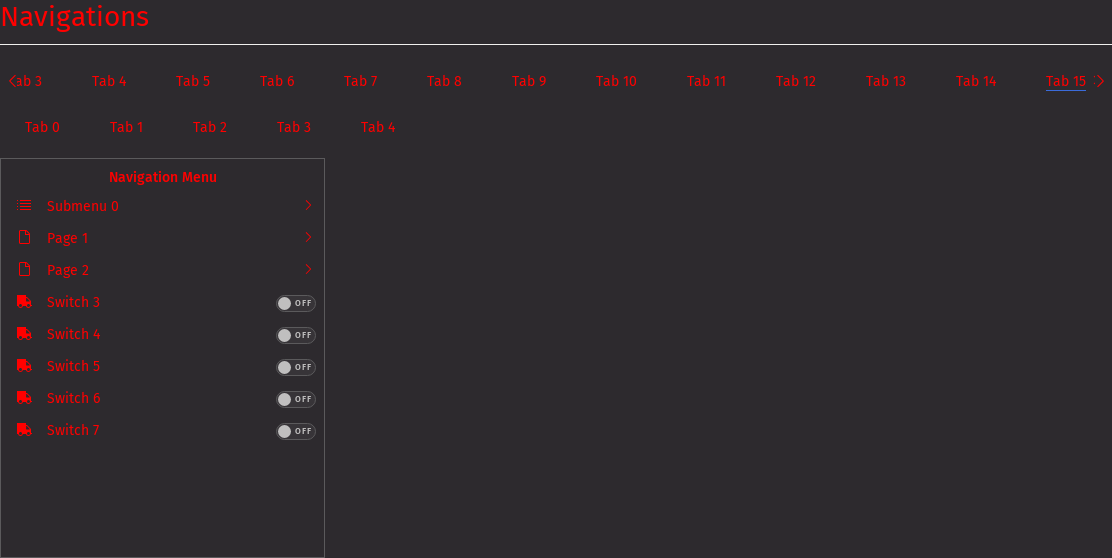 Navigations
ab 3 Tab 4 Tab 5 Tab 6 Tab 7 Tab 8 Tab 9 Tab 10 Tab 11 Tab 12 Tab 13 Tab 14 Tab 15
Tab 0 Tab 1 Tab 2 Tab 3 Tab 4
Navigation Menu
Submenu 0
Page 1
Page 2
Switch 3 OFF
Switch 4 OFF
Switch 5 OFF
Switch 6 OFF
Switch 7 OFF